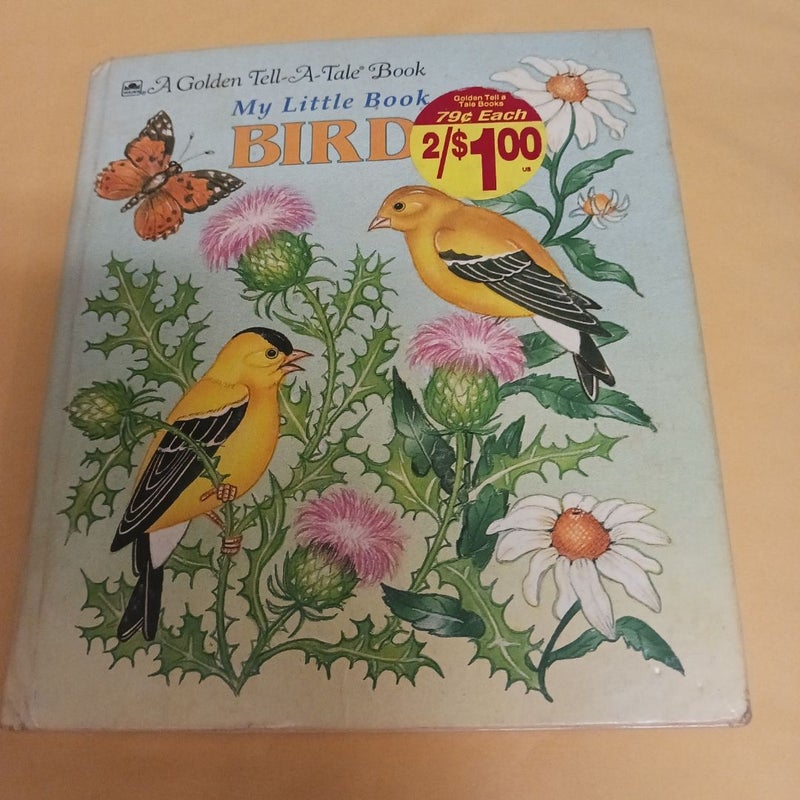 A Golden Tell-A-Tale® Book
My Little Book
BIRD
Golden Tell a
Tale Books
79¢ Each
2/$1.00
US